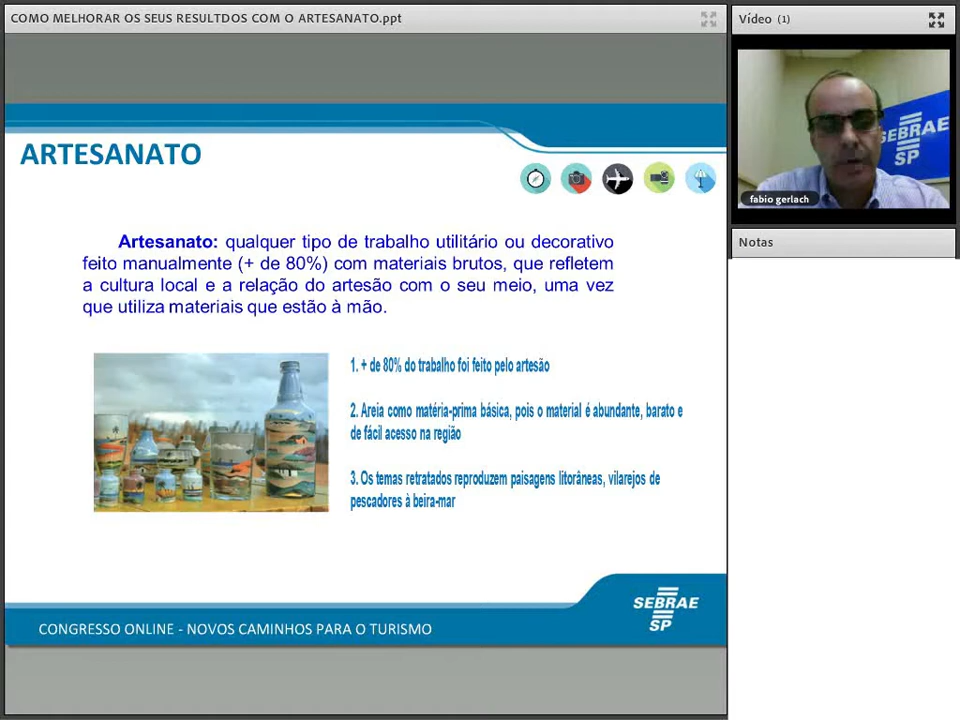 COMO MELHORAR OS SEUS RESULTDOS COM O ARTESANATO.ppt
Vídeo (1)
SEBRAE
SP
fabio gerlach
Notas
ARTESANATO
Artesanato: qualquer tipo de trabalho utilitário ou decorativo
feito manualmente (+ de 80%) com materiais brutos, que refletem
a cultura local e a relação do artesão com o seu meio, uma vez
que utiliza materiais que estão à mão.
1. + de 80% do trabalho foi feito pelo artesão
2. Areia como matéria-prima básica, pois o material é abundante, barato e
de fácil acesso na região
3. Os temas retratados reproduzem paisagens litorâneas, vilarejos de
pescadores à beira-mar
SEBRAE
SP
CONGRESSO ONLINE - NOVOS CAMINHOS PARA O TURISMO